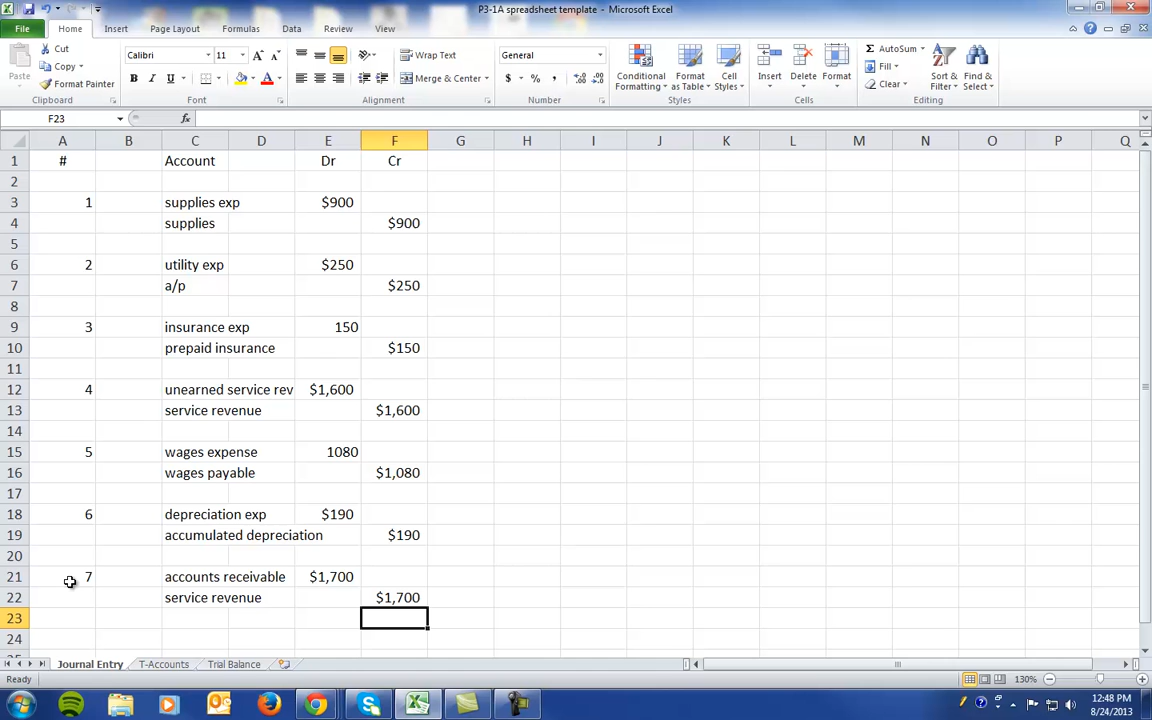 P3-1A spreadsheet template - Microsoft Excel
File Home Insert Page Layout Formulas Data Review View
Cut
Copy
Format Painter
Paste
Clipboard
Calibri 11
B I U
Font
Wrap Text
Merge & Center
Alignment
General
$ % ,
Number
Conditional Formatting
Format as Table
Cell Styles
Styles
Insert Delete Format
Cells
AutoSum
Fill
Clear
Sort & Filter
Find & Select
Editing
F23 fx
A B C D E F G H I J K L M N O P Q
1 # Account Dr Cr
2
3 1 supplies exp $900
4 supplies $900
5
6 2 utility exp $250
7 a/p $250
8
9 3 insurance exp 150
10 prepaid insurance $150
11
12 4 unearned service rev $1,600
13 service revenue $1,600
14
15 5 wages expense 1080
16 wages payable $1,080
17
18 6 depreciation exp $190
19 accumulated depreciation $190
20
21 7 accounts receivable $1,700
22 service revenue $1,700
23
24
Journal Entry T-Accounts Trial Balance
Ready 130%
12:48 PM
8/24/2013